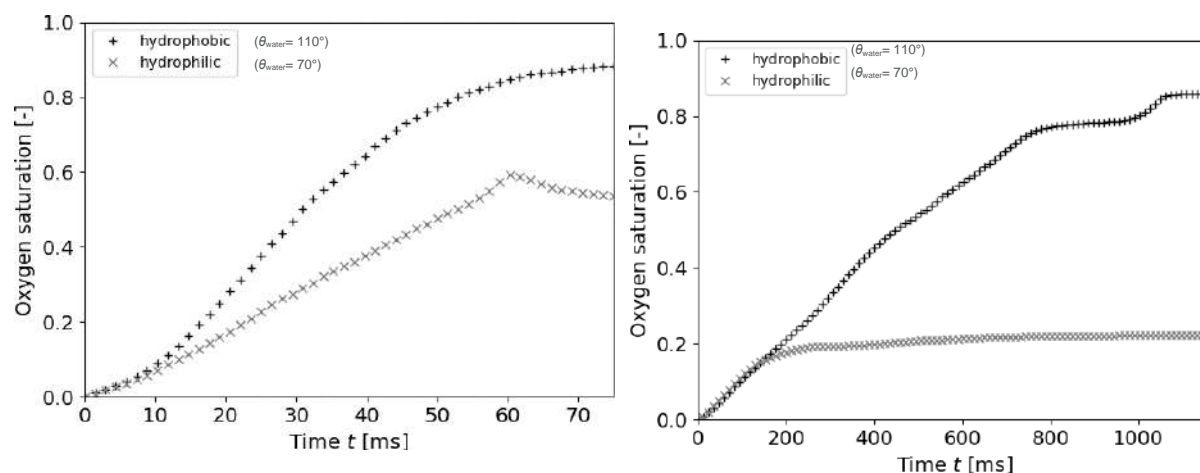 1.0
0.8
0.6
0.4
0.2
0.0
Oxygen saturation [-]
+ hydrophobic (θwater= 110°)
× hydrophilic (θwater= 70°)
0 10 20 30 40 50 60 70
Time t [ms]
1.0
0.8
0.6
0.4
0.2
0.0
Oxygen saturation [-]
+ hydrophobic (θwater= 110°)
× hydrophilic (θwater= 70°)
0 200 400 600 800 1000
Time t [ms]